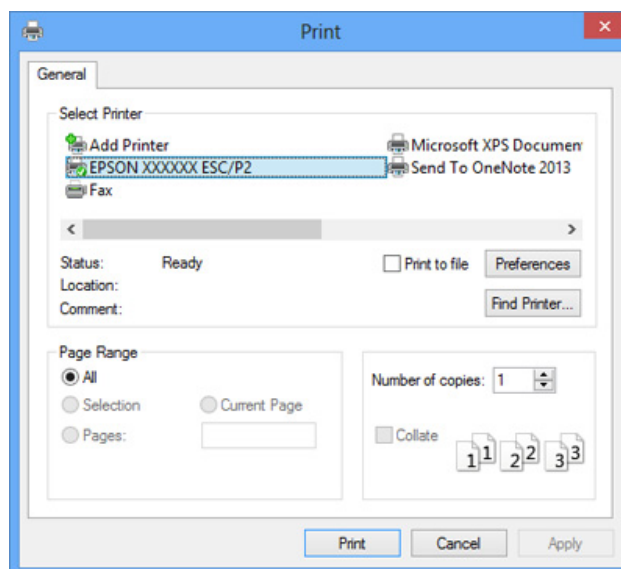 Print
General
Select Printer
Add Printer
Microsoft XPS Documen
EPSON XXXXXX ESC/P2
Send To OneNote 2013
Fax
Status: Ready
Print to file
Preferences
Location:
Comment:
Find Printer...
Page Range
All
Selection
Current Page
Pages:
Number of copies: 1
Collate
1 1 2 2 3 3
Print
Cancel
Apply